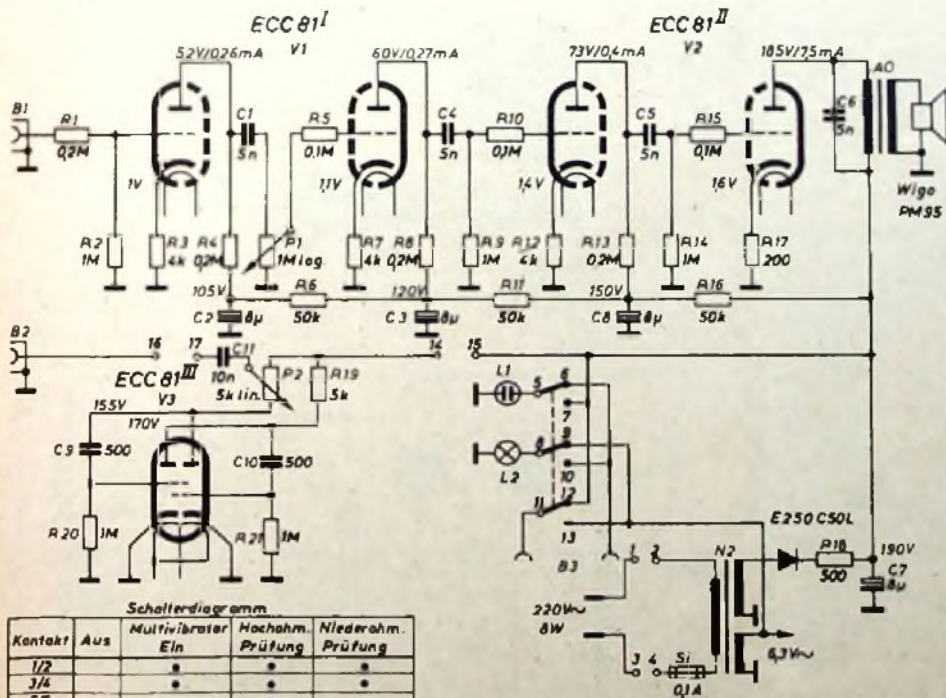 ECC 81 I
V1
ECC 81 II
V2
52V/0,26mA
60V/0,27mA
73V/0,4mA
185V/7,5mA
B1
R1
0,2M
C1
5n
R5
0,1M
C4
5n
R10
0,1M
C5
5n
R15
0,1M
C6
5n
AÜ
Wigo
PM95
1V
1,1V
1,4V
1,6V
R2
1M
R3
4k
R4
0,2M
P1
1M log.
R7
4k
R8
0,2M
R9
1M
R12
4k
R13
0,2M
R14
1M
R17
200
105V
R6
50k
120V
R11
50k
150V
R16
50k
C2
8µ
C3
8µ
C8
8µ
B2
16
17
C11
10n
14
15
ECC 81 III
V3
P2
5k lin.
R19
5k
155V
170V
C9
500
C10
500
R20
1M
R21
1M
L1
5
6
7
L2
8
9
10
11
12
13
B3
1
2
E250 C50L
N2
R18
500
190V
C7
8µ
220V~
8W
3
4
Si
0,1A
6,3V~
Schalterdiagramm
Kontakt Aus Multivibrator Ein Hochohm. Prüfung Niederohm. Prüfung
1/2 • • •
3/4 • • •